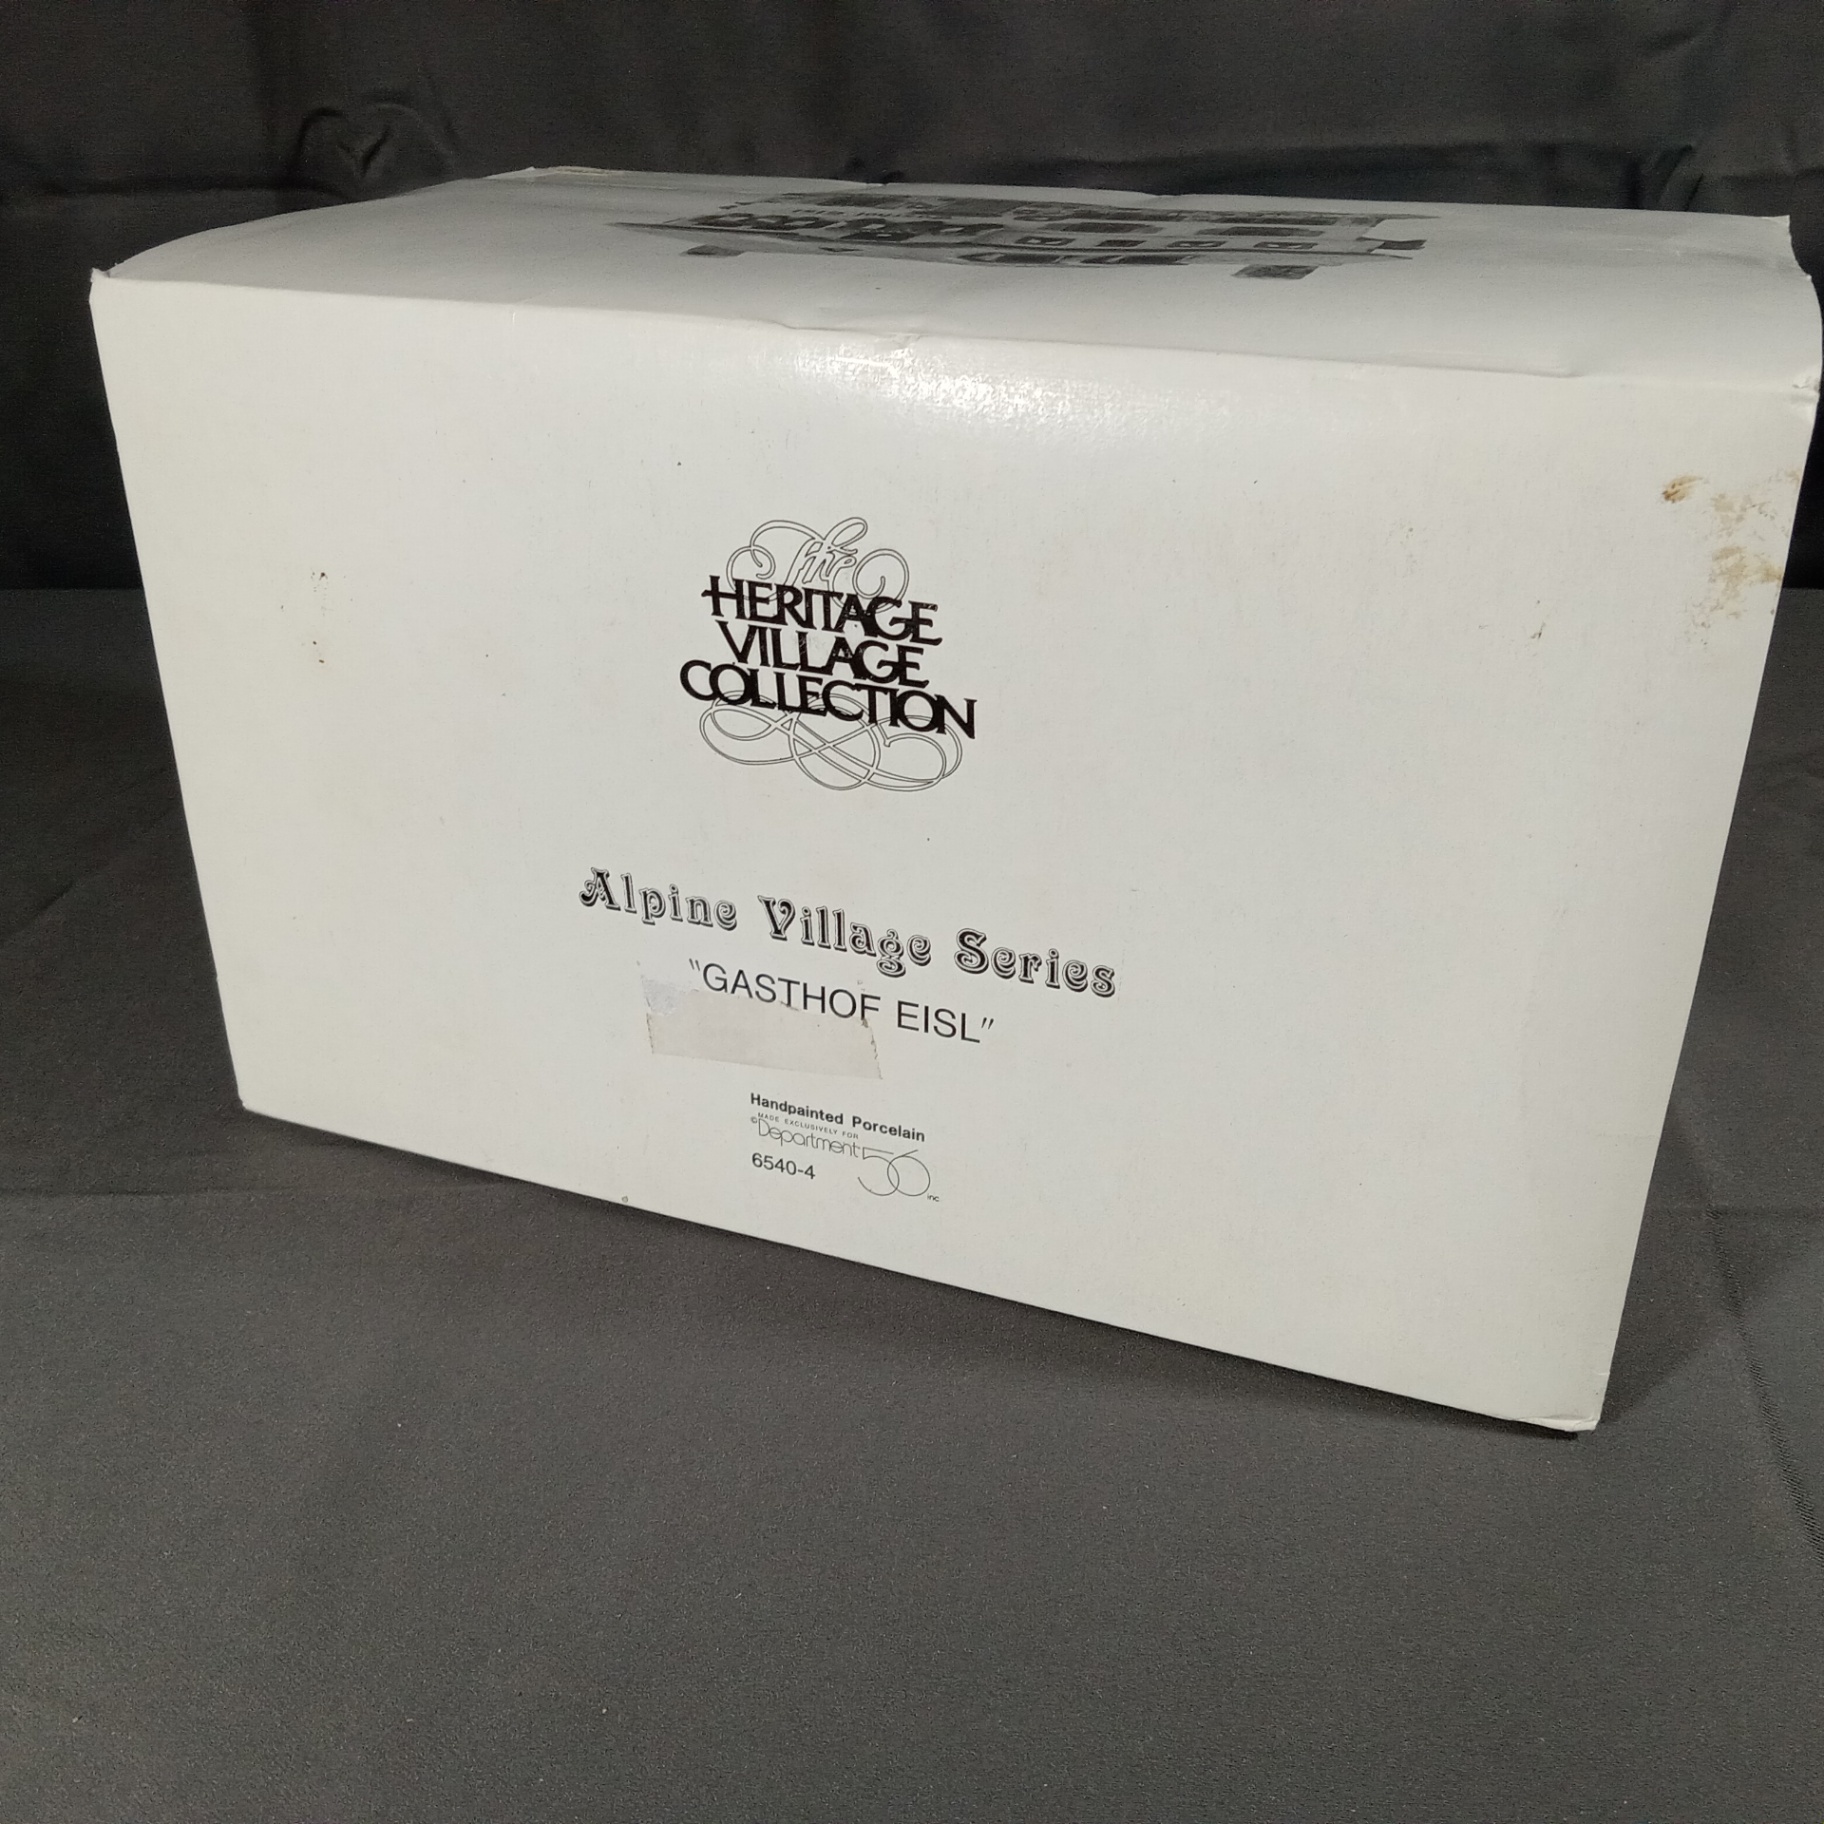 The
HERITAGE
VILLAGE
COLLECTION
Alpine Village Series
"GASTHOF EISL"
Handpainted Porcelain
MADE EXCLUSIVELY FOR
©Department 56 inc
6540-4